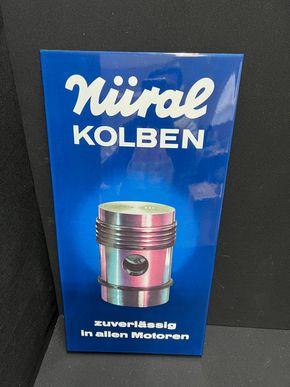 Nüral
KOLBEN
zuverlässig
in allen Motoren